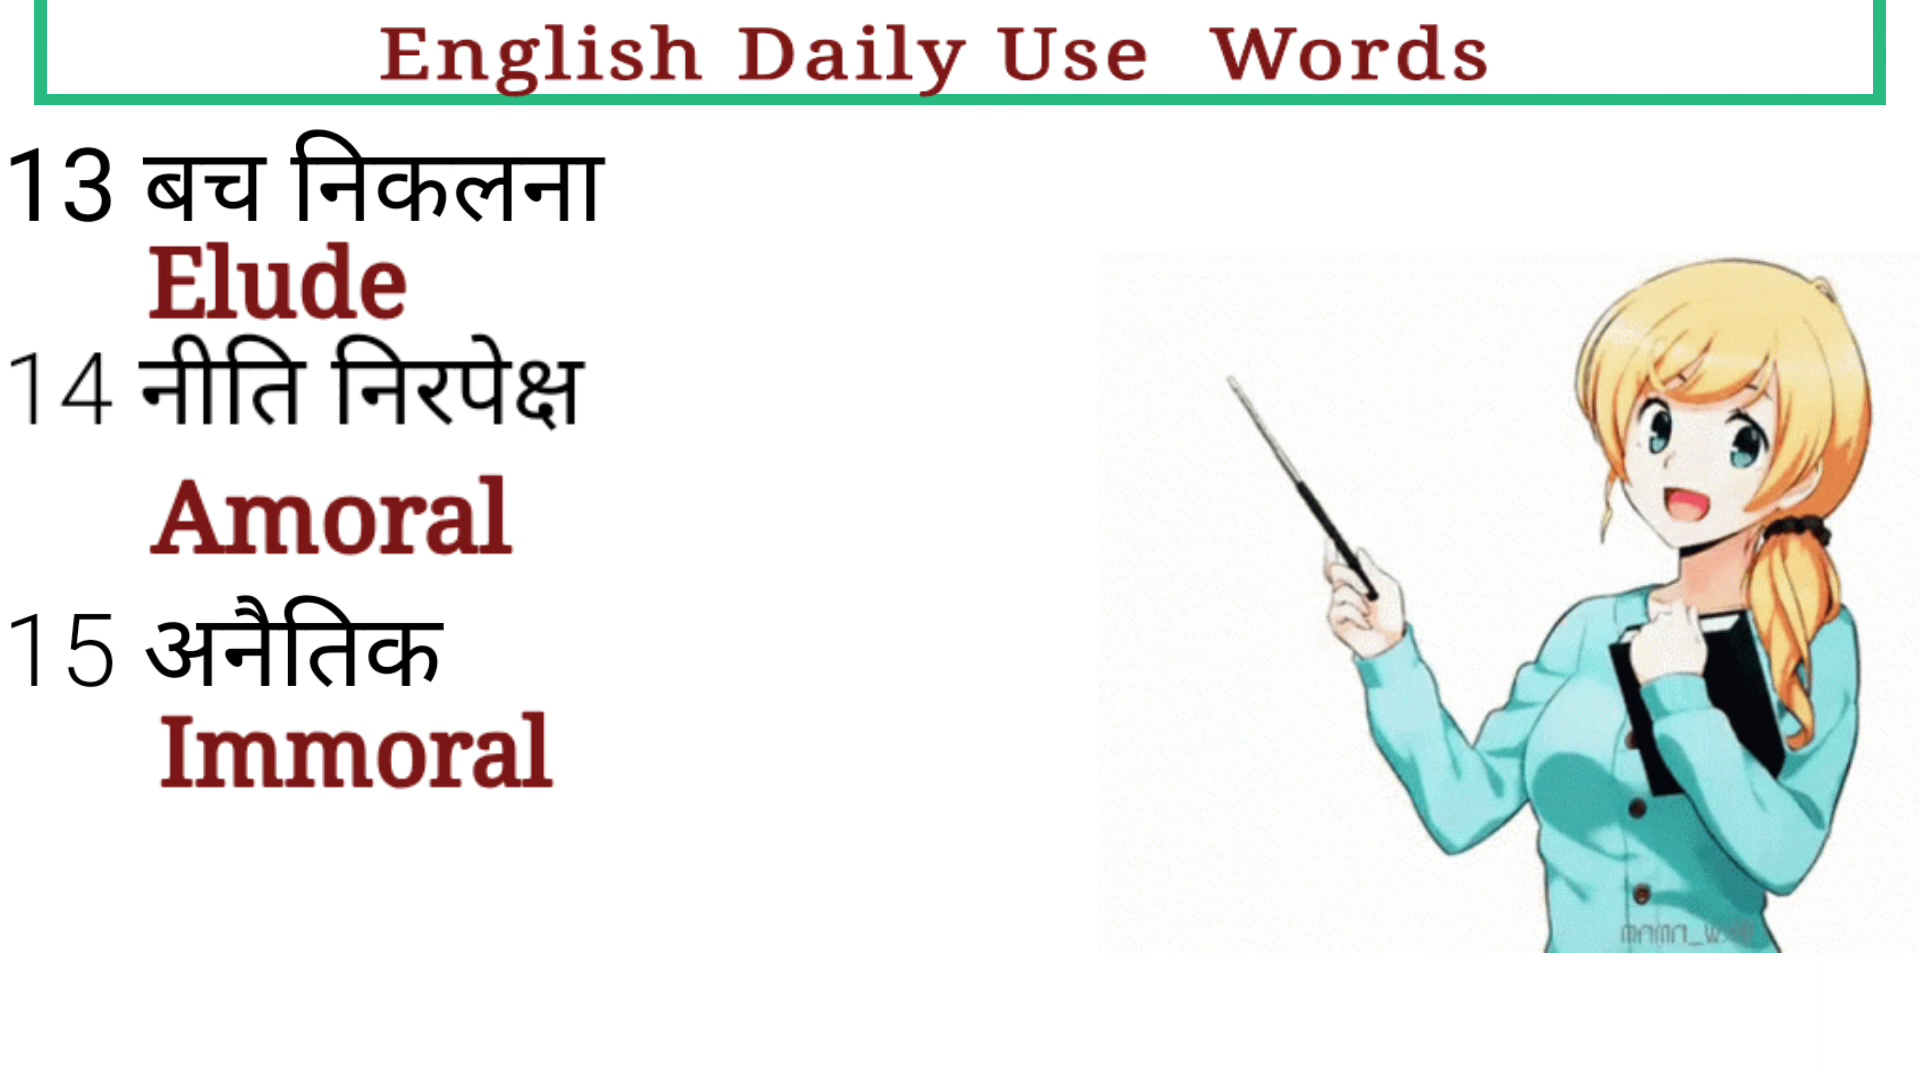 English Daily Use Words
13 बच निकलना
Elude
14 नीति निरपेक्ष
Amoral
15 अनैतिक
Immoral